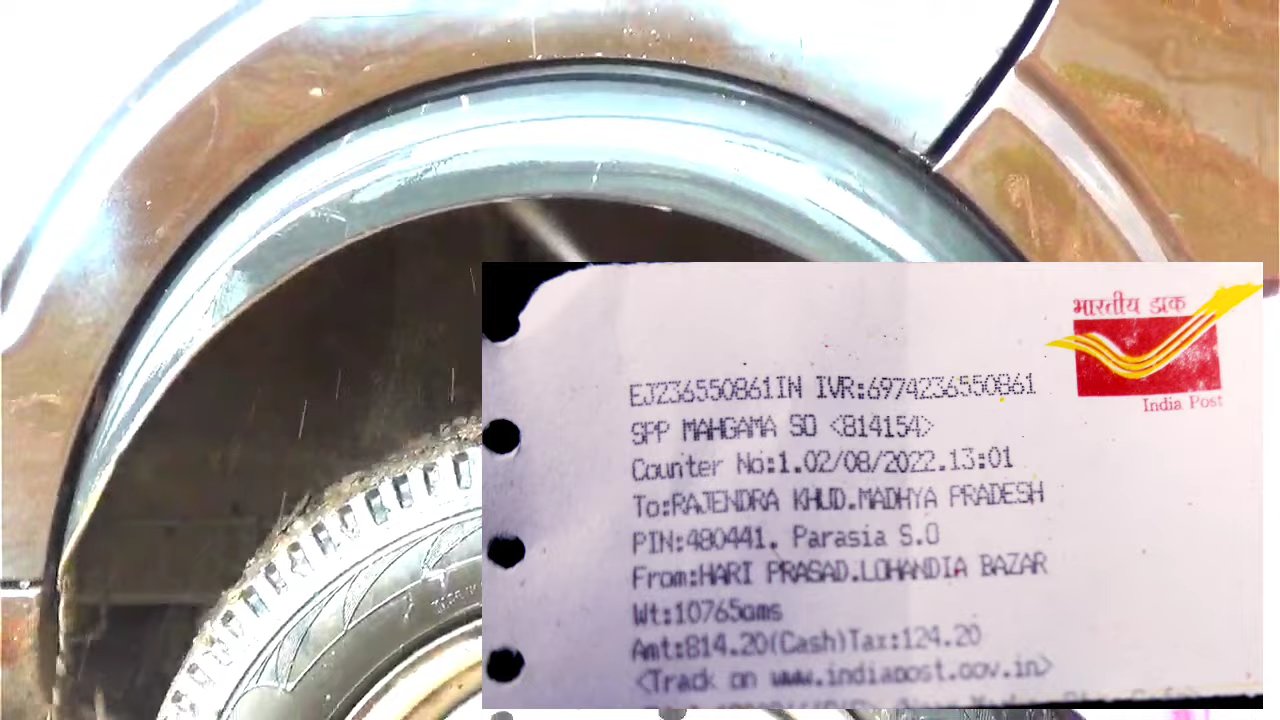 भारतीय डाक
India Post
EJ236550861IN IVR:6974236550861
SPP MAHGAMA SO <814154>
Counter No:1.02/08/2022.13:01
To:RAJENDRA KHUD.MADHYA PRADESH
PIN:480441. Parasia S.O
From:HARI PRASAD.LOHANDIA BAZAR
Wt:10765gms
Amt:814.20(Cash)Tax:124.20
<Track on www.indiapost.gov.in>